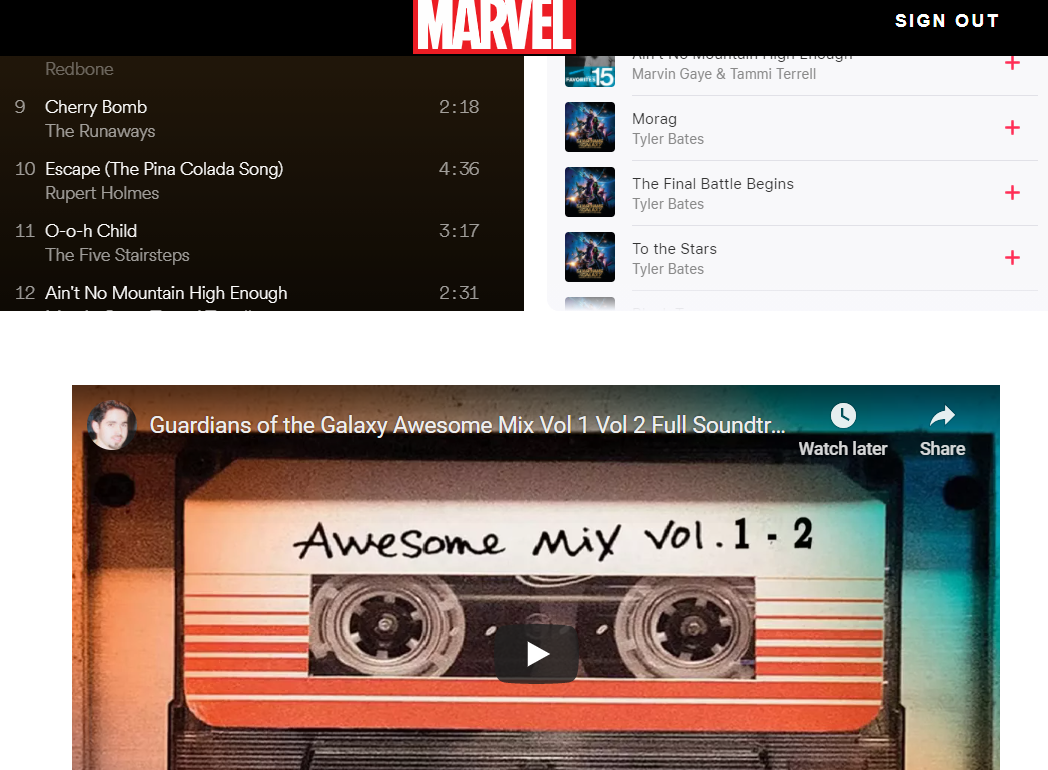 MARVEL
SIGN OUT
Redbone
9 Cherry Bomb 2:18
The Runaways
10 Escape (The Pina Colada Song) 4:36
Rupert Holmes
11 O-o-h Child 3:17
The Five Stairsteps
12 Ain't No Mountain High Enough 2:31
Ain't No Mountain High Enough
Marvin Gaye & Tammi Terrell
FAVORITES 15
Morag
Tyler Bates
The Final Battle Begins
Tyler Bates
To the Stars
Tyler Bates
Guardians of the Galaxy Awesome Mix Vol 1 Vol 2 Full Soundtr...
Watch later
Share
Awesome Mix Vol. 1 - 2